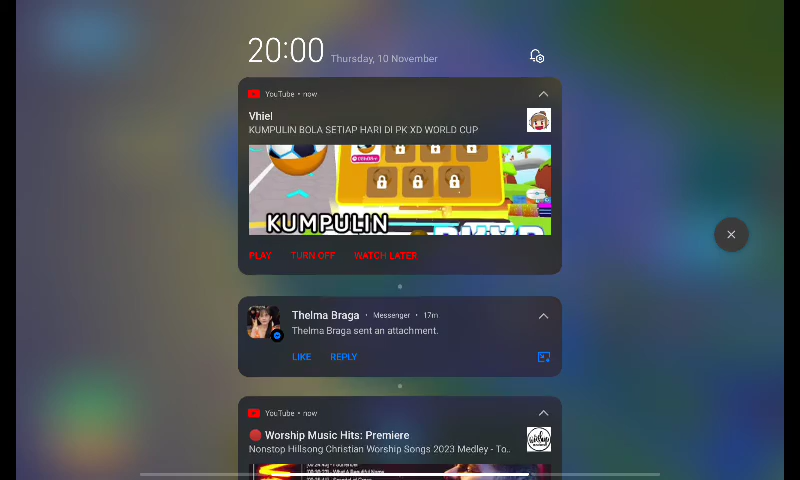 20:00 Thursday, 10 November
YouTube • now
Vhiel
KUMPULIN BOLA SETIAP HARI DI PK XD WORLD CUP
KUMPULIN
PLAY TURN OFF WATCH LATER
Thelma Braga • Messenger • 17m
Thelma Braga sent an attachment.
LIKE REPLY
YouTube • now
🔴 Worship Music Hits: Premiere
Nonstop Hillsong Christian Worship Songs 2023 Medley - To..